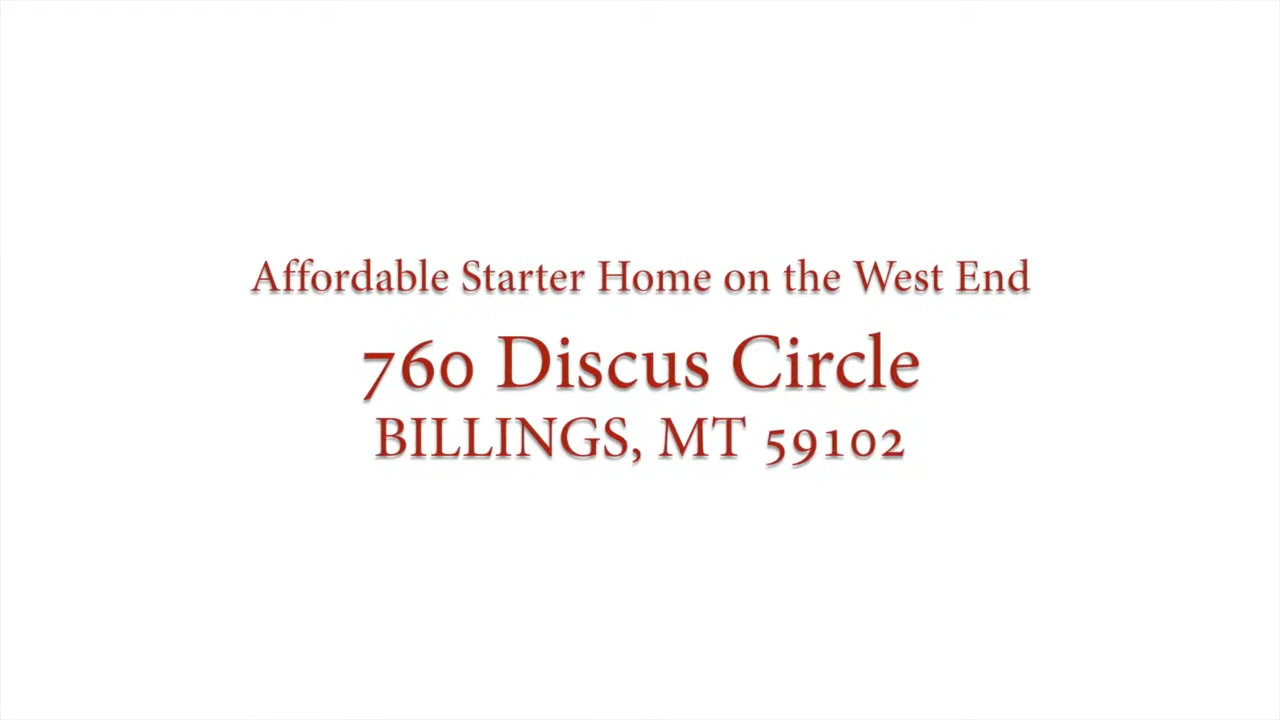 Affordable Starter Home on the West End
760 Discus Circle
BILLINGS, MT 59102